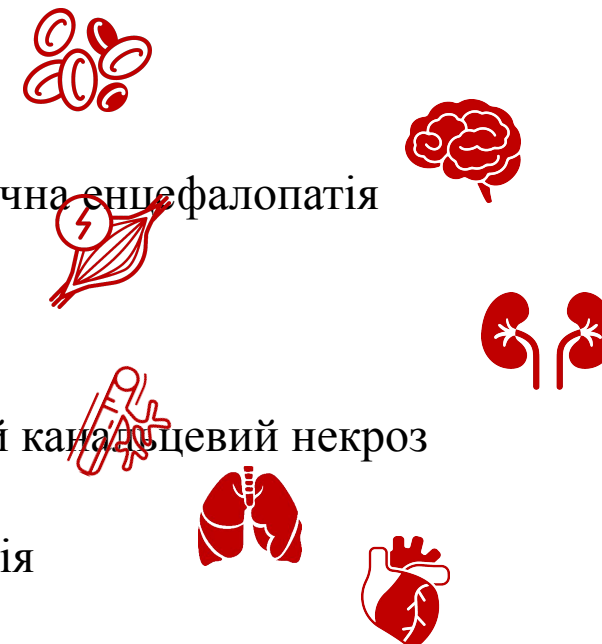 чна енцефалопатія
й канальцевий некроз
ія